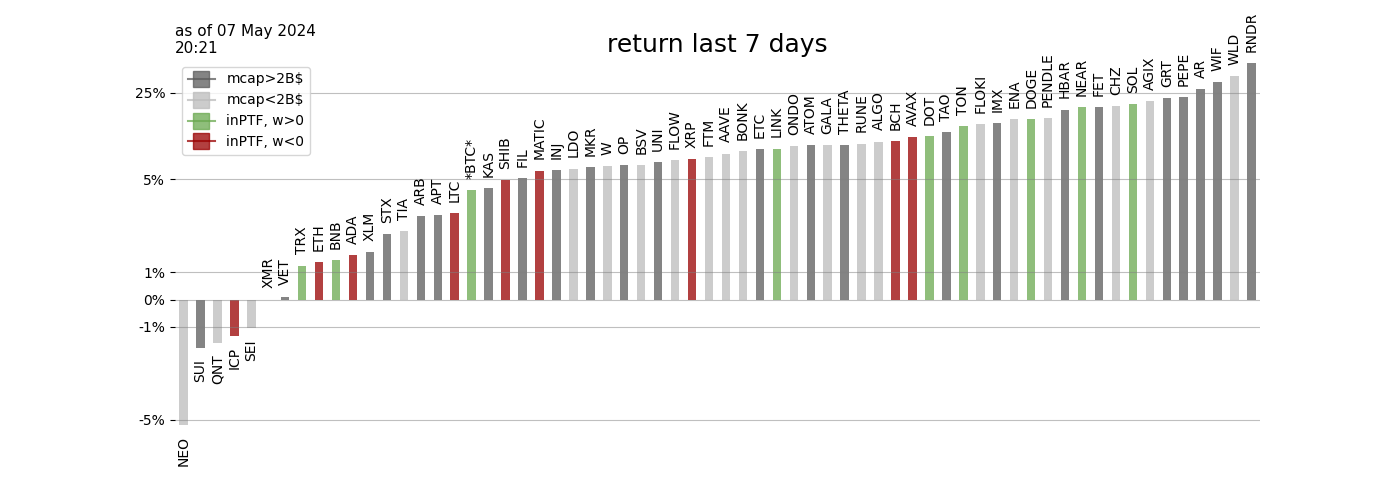 as of 07 May 2024
20:21
return last 7 days
mcap>2B$
mcap<2B$
inPTF, w>0
inPTF, w<0
25%
5%
1%
0%
-1%
-5%
NEO
SUI
QNT
ICP
SEI
XMR
VET
TRX
ETH
BNB
ADA
XLM
STX
TIA
ARB
APT
LTC
*BTC*
KAS
SHIB
FIL
MATIC
INJ
LDO
MKR
W
OP
BSV
UNI
FLOW
XRP
FTM
AAVE
BONK
ETC
LINK
ONDO
ATOM
GALA
THETA
RUNE
ALGO
BCH
AVAX
DOT
TAO
TON
FLOKI
IMX
ENA
DOGE
PENDLE
HBAR
NEAR
FET
CHZ
SOL
AGIX
GRT
PEPE
AR
WIF
WLD
RNDR